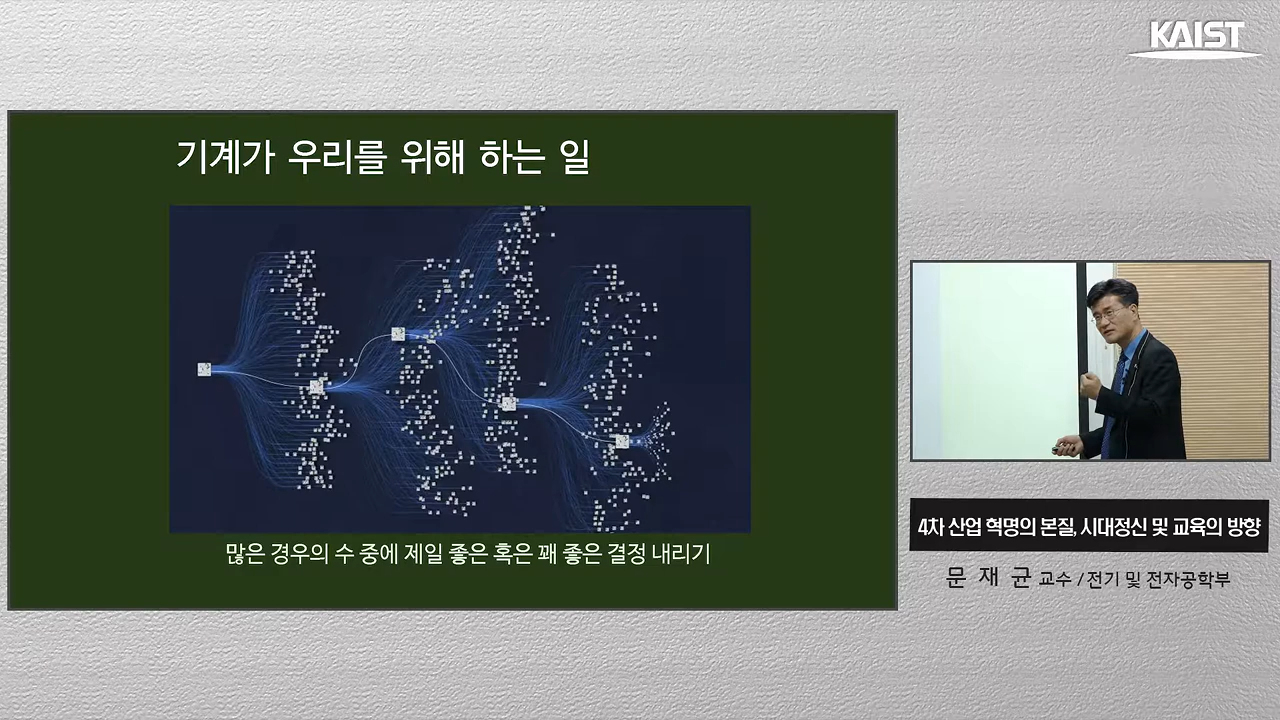 KAIST
기계가 우리를 위해 하는 일
많은 경우의 수 중에 제일 좋은 혹은 꽤 좋은 결정 내리기
4차 산업 혁명의 본질, 시대정신 및 교육의 방향
문 재 균 교수 / 전기 및 전자공학부